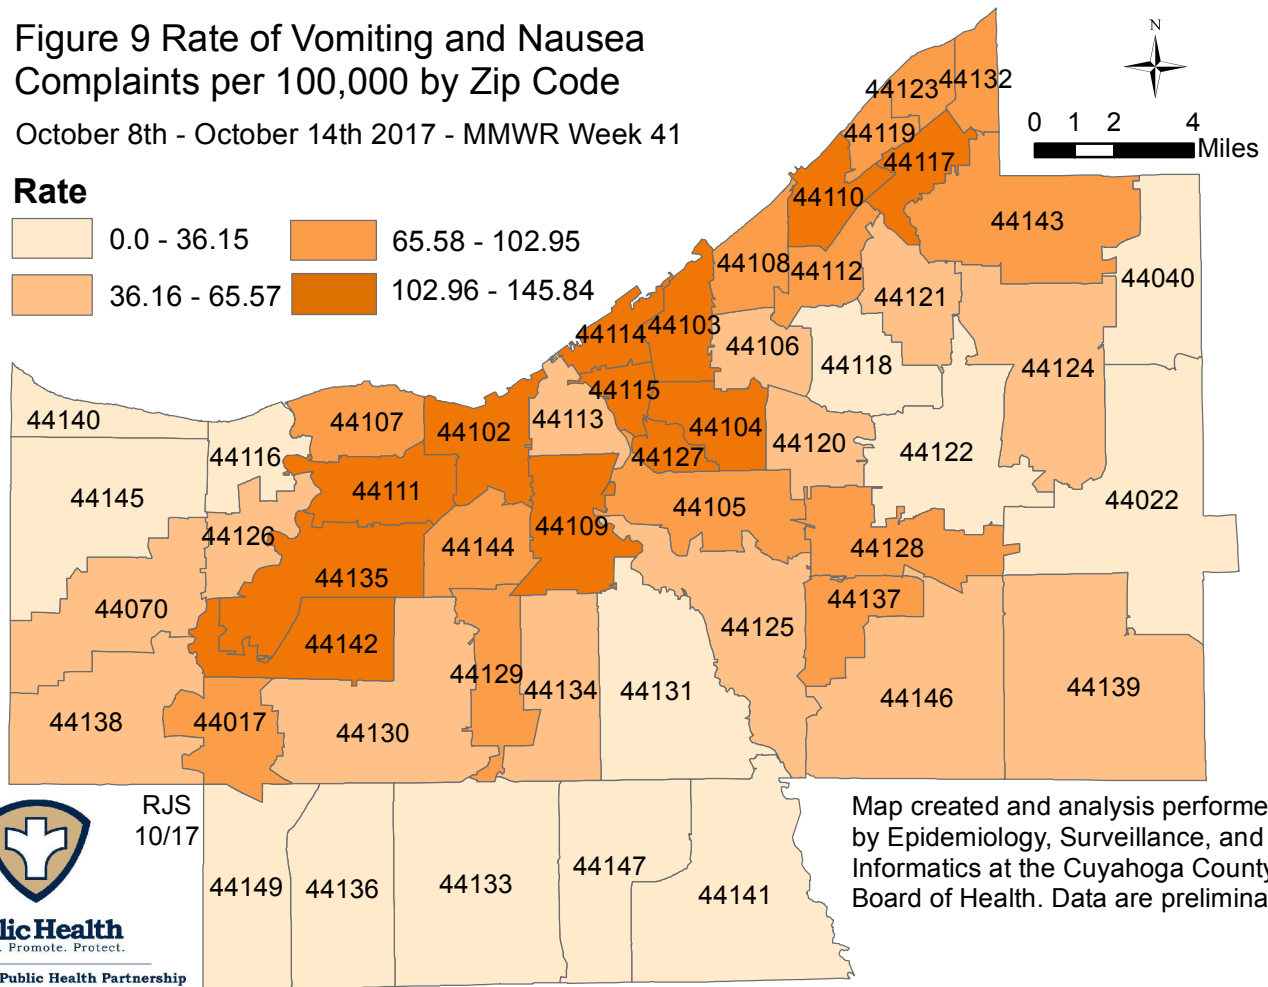 Figure 9 Rate of Vomiting and Nausea
Complaints per 100,000 by Zip Code
October 8th - October 14th 2017 - MMWR Week 41
Rate
0.0 - 36.15
65.58 - 102.95
36.16 - 65.57
102.96 - 145.84
N
0 1 2 4
Miles
44123
44132
44119
44117
44110
44143
44108
44112
44040
44121
44114
44103
44106
44118
44124
44115
44140
44107
44102
44113
44104
44120
44116
44127
44122
44145
44111
44105
44022
44126
44109
44144
44128
44135
44070
44137
44142
44125
44129
44134
44131
44146
44139
44138
44017
44130
RJS
10/17
44149
44136
44133
44147
44141
Map created and analysis performe
by Epidemiology, Surveillance, and
Informatics at the Cuyahoga County
Board of Health. Data are prelimina
lic Health
. Promote. Protect.
Public Health Partnership